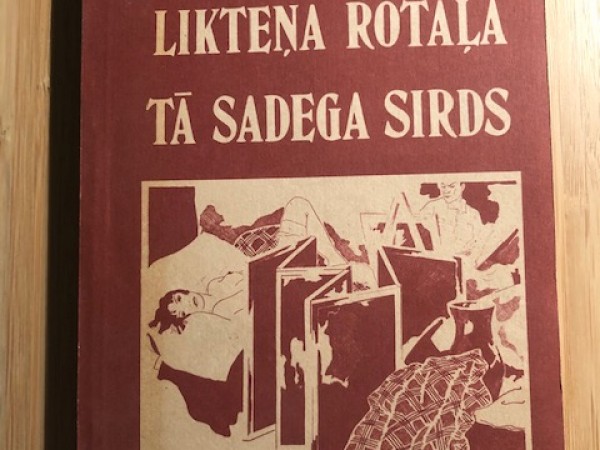 LIKTEŅA ROTAĻA
TĀ SADEGA SIRDS